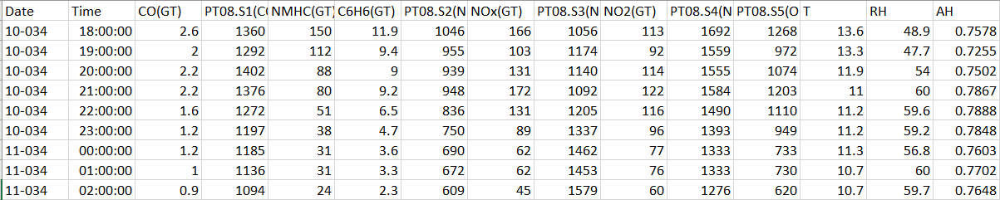 Date Time CO(GT) PT08.S1(CO NMHC(GT) C6H6(GT) PT08.S2(N NOx(GT) PT08.S3(N NO2(GT) PT08.S4(N PT08.S5(O T RH AH
10-034 18:00:00 2.6 1360 150 11.9 1046 166 1056 113 1692 1268 13.6 48.9 0.7578
10-034 19:00:00 2 1292 112 9.4 955 103 1174 92 1559 972 13.3 47.7 0.7255
10-034 20:00:00 2.2 1402 88 9 939 131 1140 114 1555 1074 11.9 54 0.7502
10-034 21:00:00 2.2 1376 80 9.2 948 172 1092 122 1584 1203 11 60 0.7867
10-034 22:00:00 1.6 1272 51 6.5 836 131 1205 116 1490 1110 11.2 59.6 0.7888
10-034 23:00:00 1.2 1197 38 4.7 750 89 1337 96 1393 949 11.2 59.2 0.7848
11-034 00:00:00 1.2 1185 31 3.6 690 62 1462 77 1333 733 11.3 56.8 0.7603
11-034 01:00:00 1 1136 31 3.3 672 62 1453 76 1333 730 10.7 60 0.7702
11-034 02:00:00 0.9 1094 24 2.3 609 45 1579 60 1276 620 10.7 59.7 0.7648